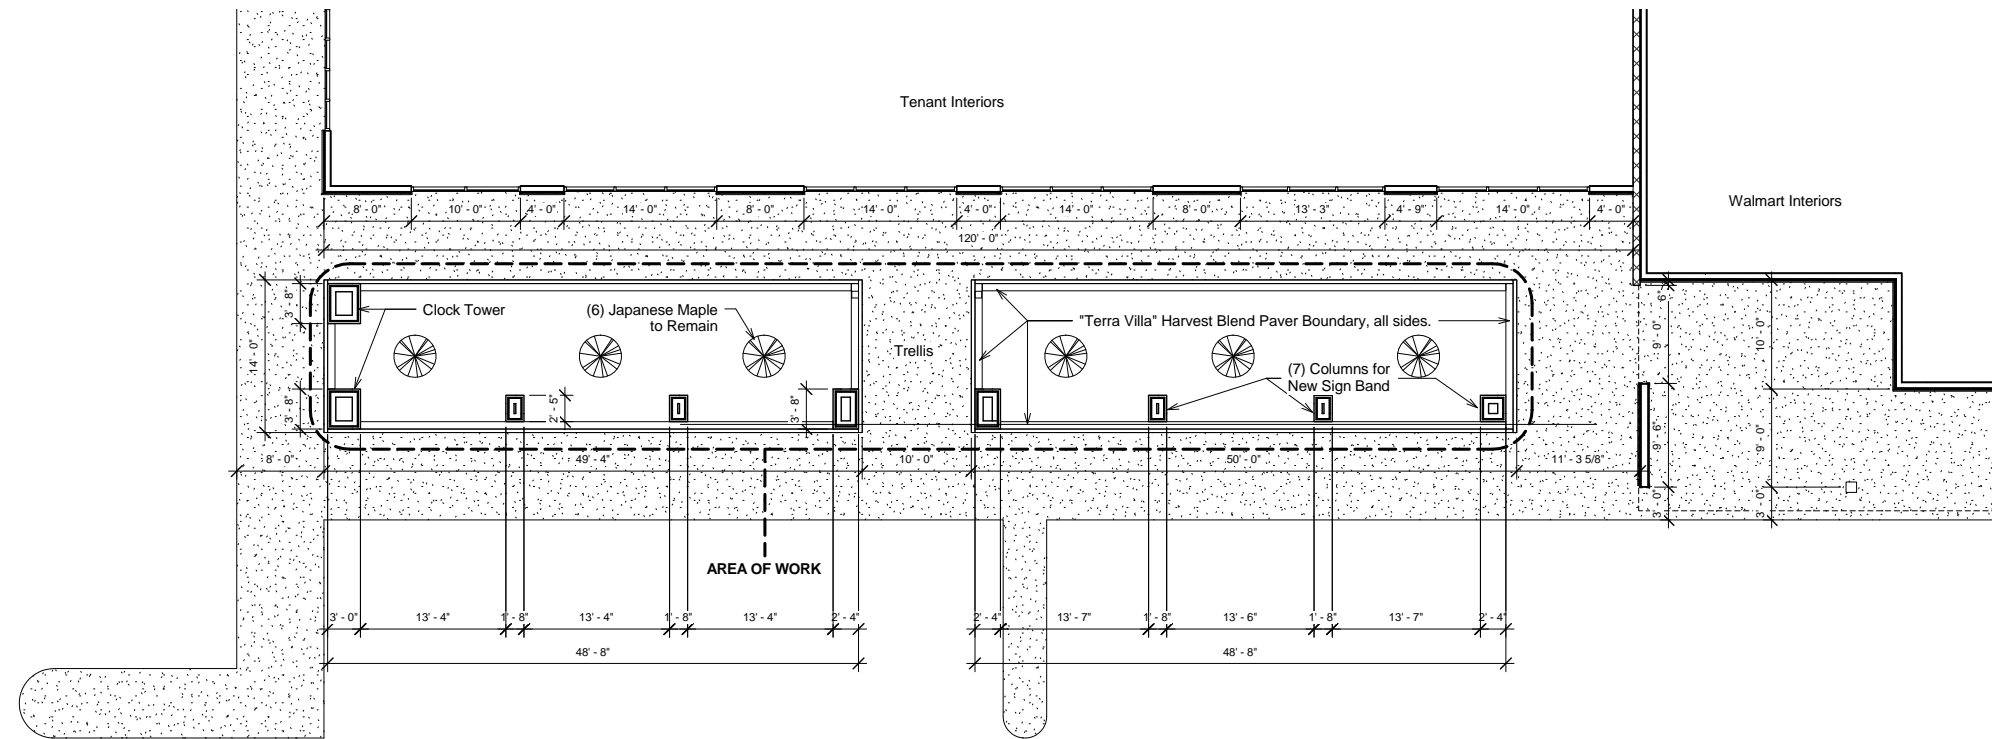 Tenant Interiors
Walmart Interiors
8' - 0"
10' - 0"
4' - 0"
14' - 0"
8' - 0"
14' - 0"
4' - 0"
14' - 0"
8' - 0"
13' - 3"
4' - 9"
14' - 0"
4' - 0"
120' - 0"
3' - 8"
14' - 0"
3' - 8"
Clock Tower
(6) Japanese Maple
to Remain
Trellis
"Terra Villa" Harvest Blend Paver Boundary, all sides.
(7) Columns for
New Sign Band
2' - 5"
3' - 8"
6"
9' - 0"
9' - 6"
3' - 0"
10' - 0"
9' - 0"
3' - 0"
8' - 0"
49' - 4"
10' - 0"
50' - 0"
11' - 3 5/8"
AREA OF WORK
3' - 0"
13' - 4"
1' - 8"
13' - 4"
1' - 8"
13' - 4"
2' - 4"
2' - 4"
13' - 7"
1' - 8"
13' - 6"
1' - 8"
13' - 7"
2' - 4"
48' - 8"
48' - 8"